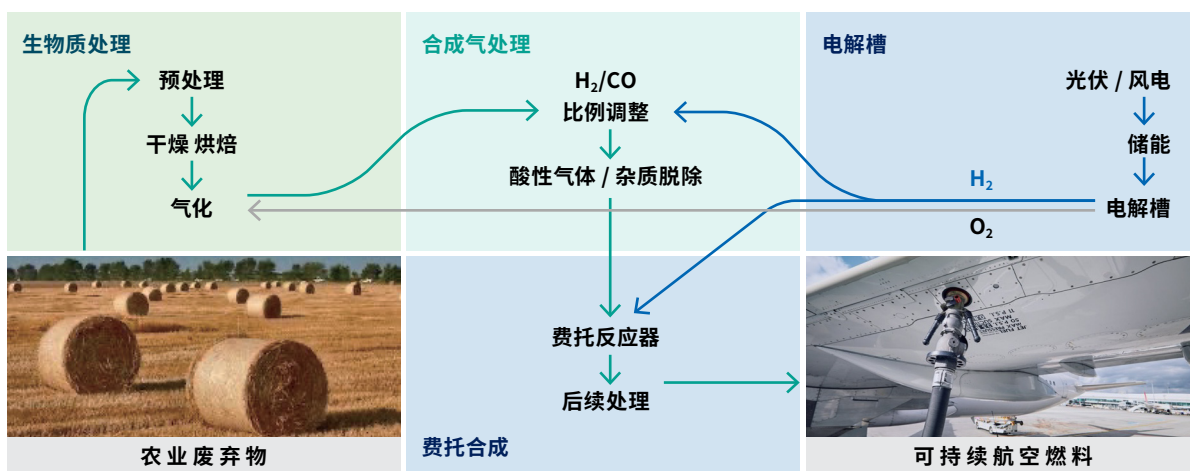 生物质处理
预处理
干燥 烘焙
气化
合成气处理
H₂/CO
比例调整
酸性气体 / 杂质脱除
电解槽
光伏 / 风电
储能
电解槽
H₂
O₂
费托反应器
后续处理
费托合成
农业废弃物
可持续航空燃料